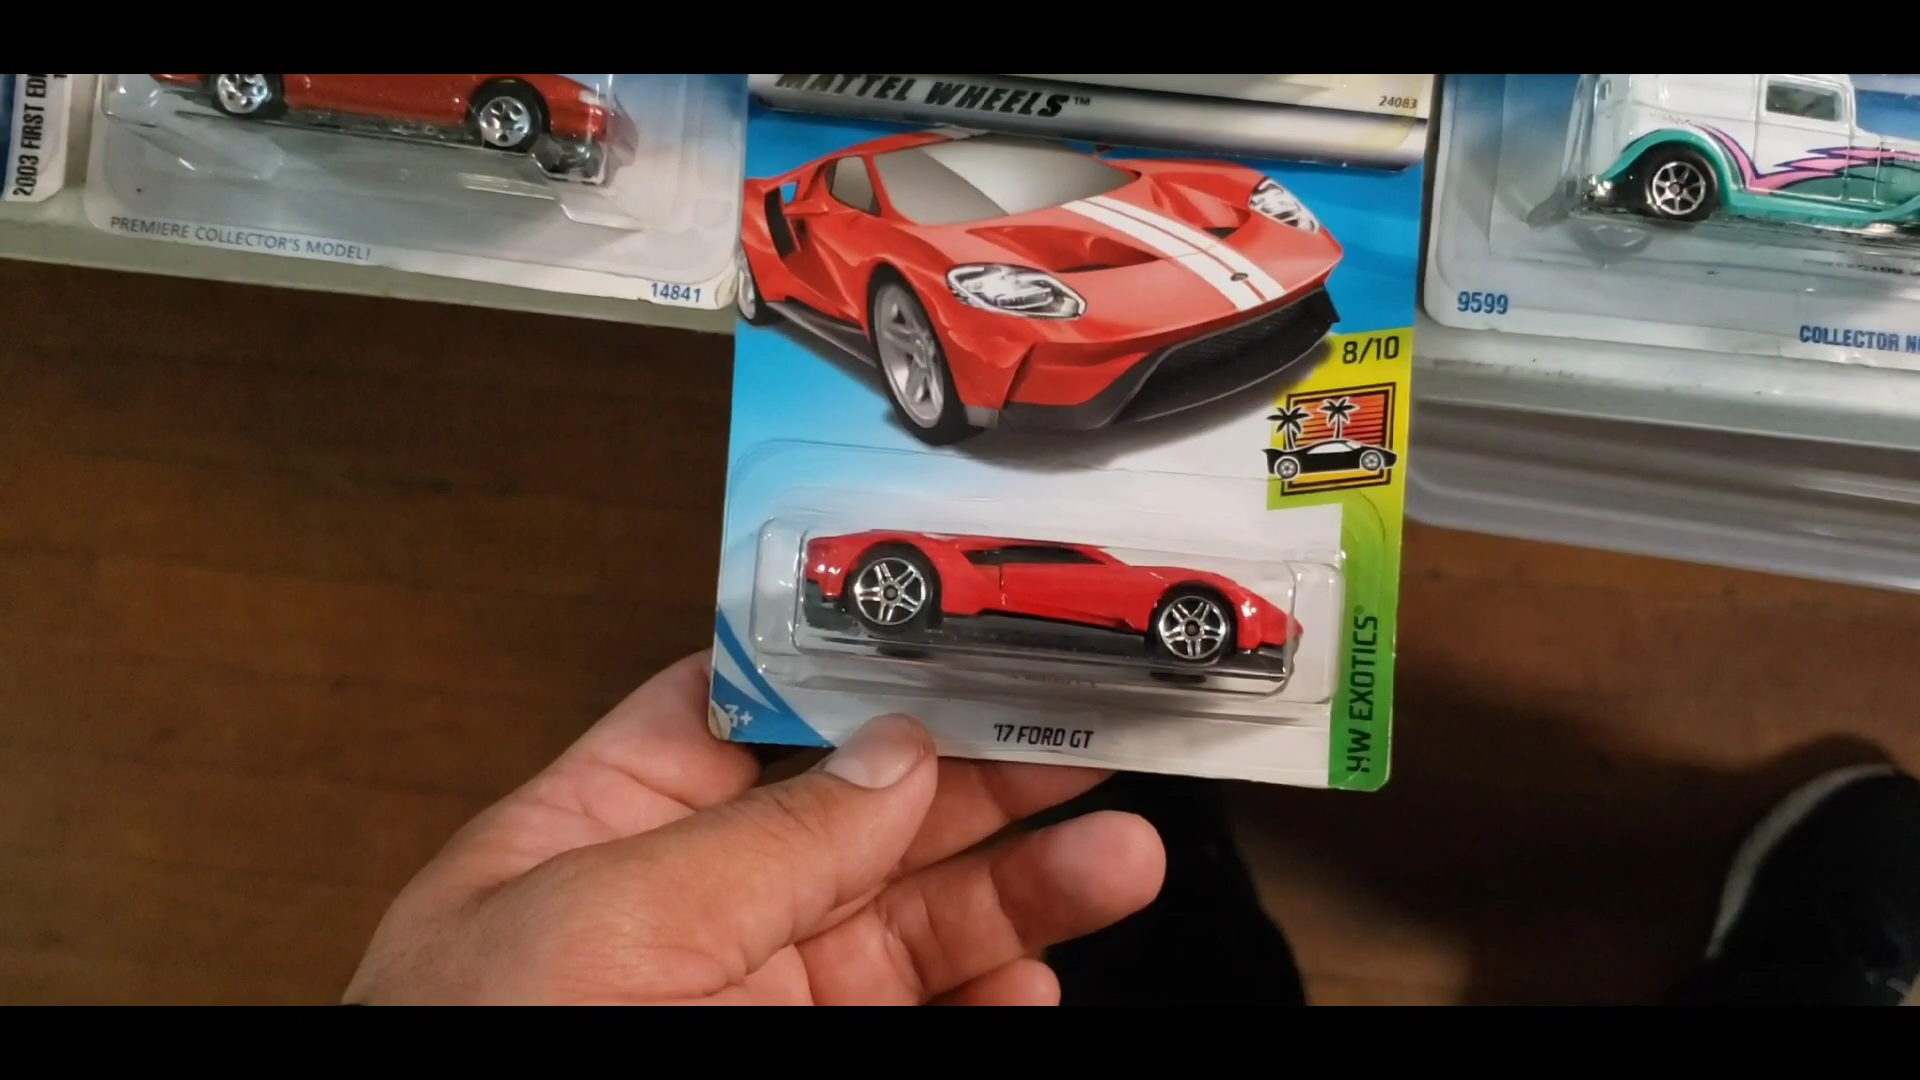 MATTEL WHEELS™
24083
2003 FIRST
PREMIERE COLLECTOR'S MODEL!
14841
9599
COLLECTOR
8/10
HW EXOTICS®
3+
'17 FORD GT